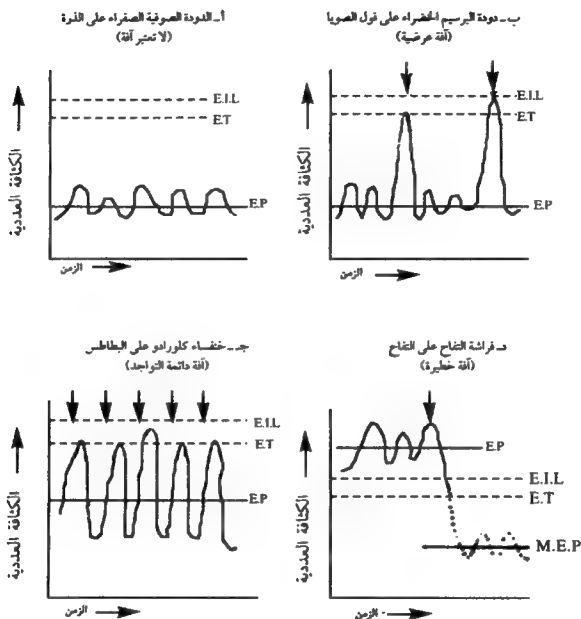 أ- الدودة الصوفية الصفراء على الذرة
(لا تعتبر آفة)
E.I.L
E.T
E.P
الكثافة العددية
الزمن
ب- دودة البرسيم الخضراء على فول الصويا
(آفة عرضية)
E.I.L
E.T
E.P
الكثافة العددية
الزمن
جـ- خنفساء كلورادو على البطاطس
(آفة دائمة التواجد)
E.I.L
E.T
E.P
الكثافة العددية
الزمن
د- فراشة التفاح على التفاح
(آفة خطيرة)
E.P
E.I.L
E.T
M.E.P
الكثافة العددية
الزمن